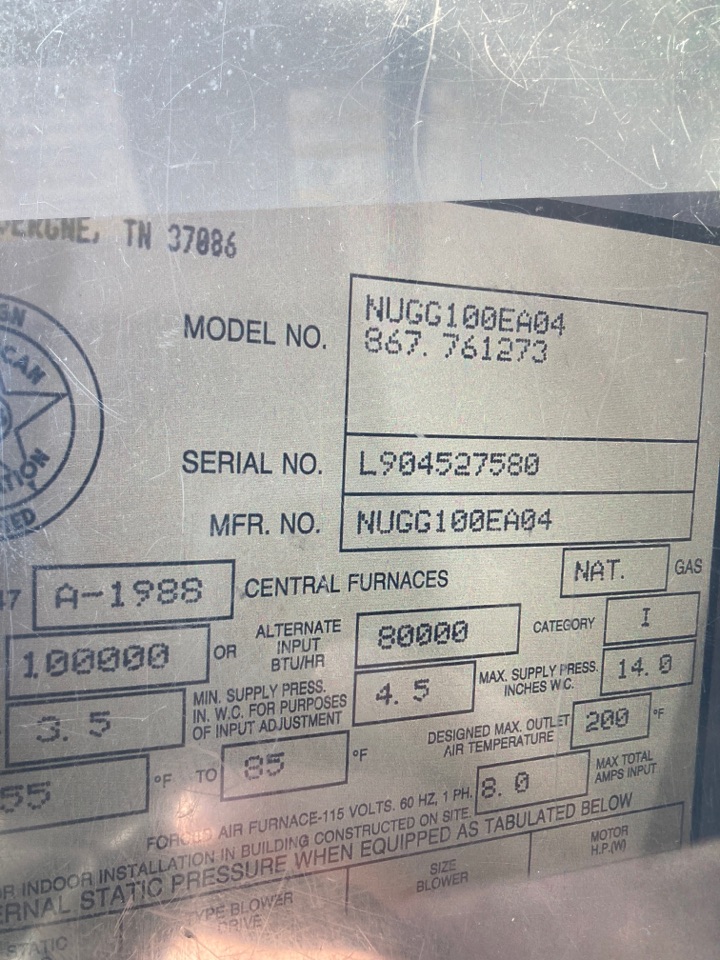 TN 37086
MODEL NO.
NUGG100EA04
867.761273
SERIAL NO.
L904527580
MFR. NO.
NUGG100EA04
A-1988
CENTRAL FURNACES
NAT.
GAS
100000
OR
ALTERNATE
INPUT
BTU/HR
80000
CATEGORY
I
3.5
MIN. SUPPLY PRESS.
IN. W.C. FOR PURPOSES
OF INPUT ADJUSTMENT
4.5
MAX. SUPPLY PRESS.
INCHES W.C.
14.0
55
°F
TO
85
°F
DESIGNED MAX. OUTLET
AIR TEMPERATURE
200
°F
FORCED AIR FURNACE-115 VOLTS. 60 HZ, 1 PH.
8.0
MAX TOTAL
AMPS INPUT
OR INDOOR INSTALLATION IN BUILDING CONSTRUCTED ON SITE.
ERNAL STATIC PRESSURE WHEN EQUIPPED AS TABULATED BELOW
STATIC
TYPE BLOWER
DRIVE
SIZE
BLOWER
MOTOR
H.P.(W)